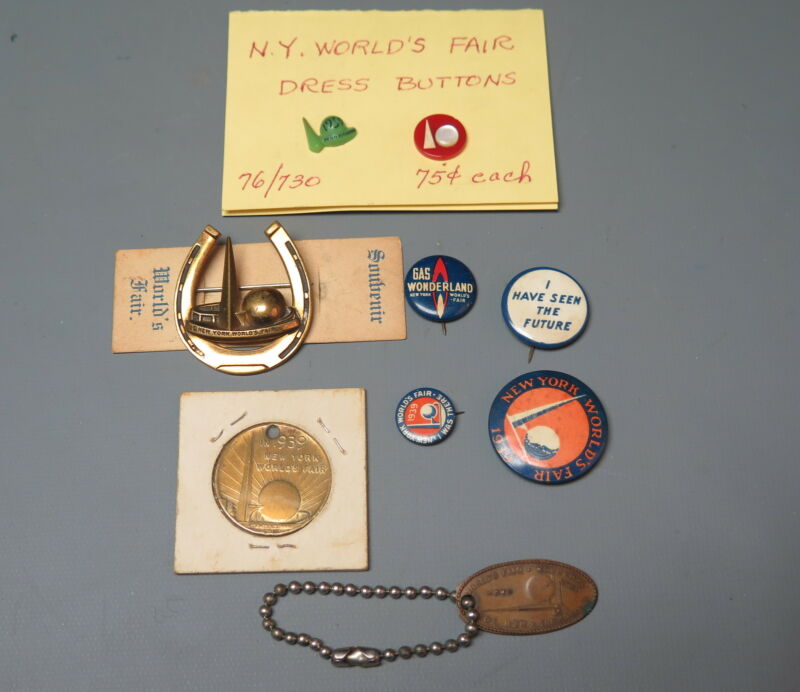 N.Y. WORLD'S FAIR
DRESS BUTTONS
76/730
75¢ each
Souvenir
World's
Fair.
NEW YORK WORLD'S FAIR
GAS
WONDERLAND
NEW YORK WORLD'S
FAIR
I
HAVE SEEN
THE
FUTURE
NEW YORK WORLD'S FAIR · I WAS THERE
1939
NEW YORK WORLD'S FAIR
1939
IN 1939
NEW YORK
WORLD'S FAIR